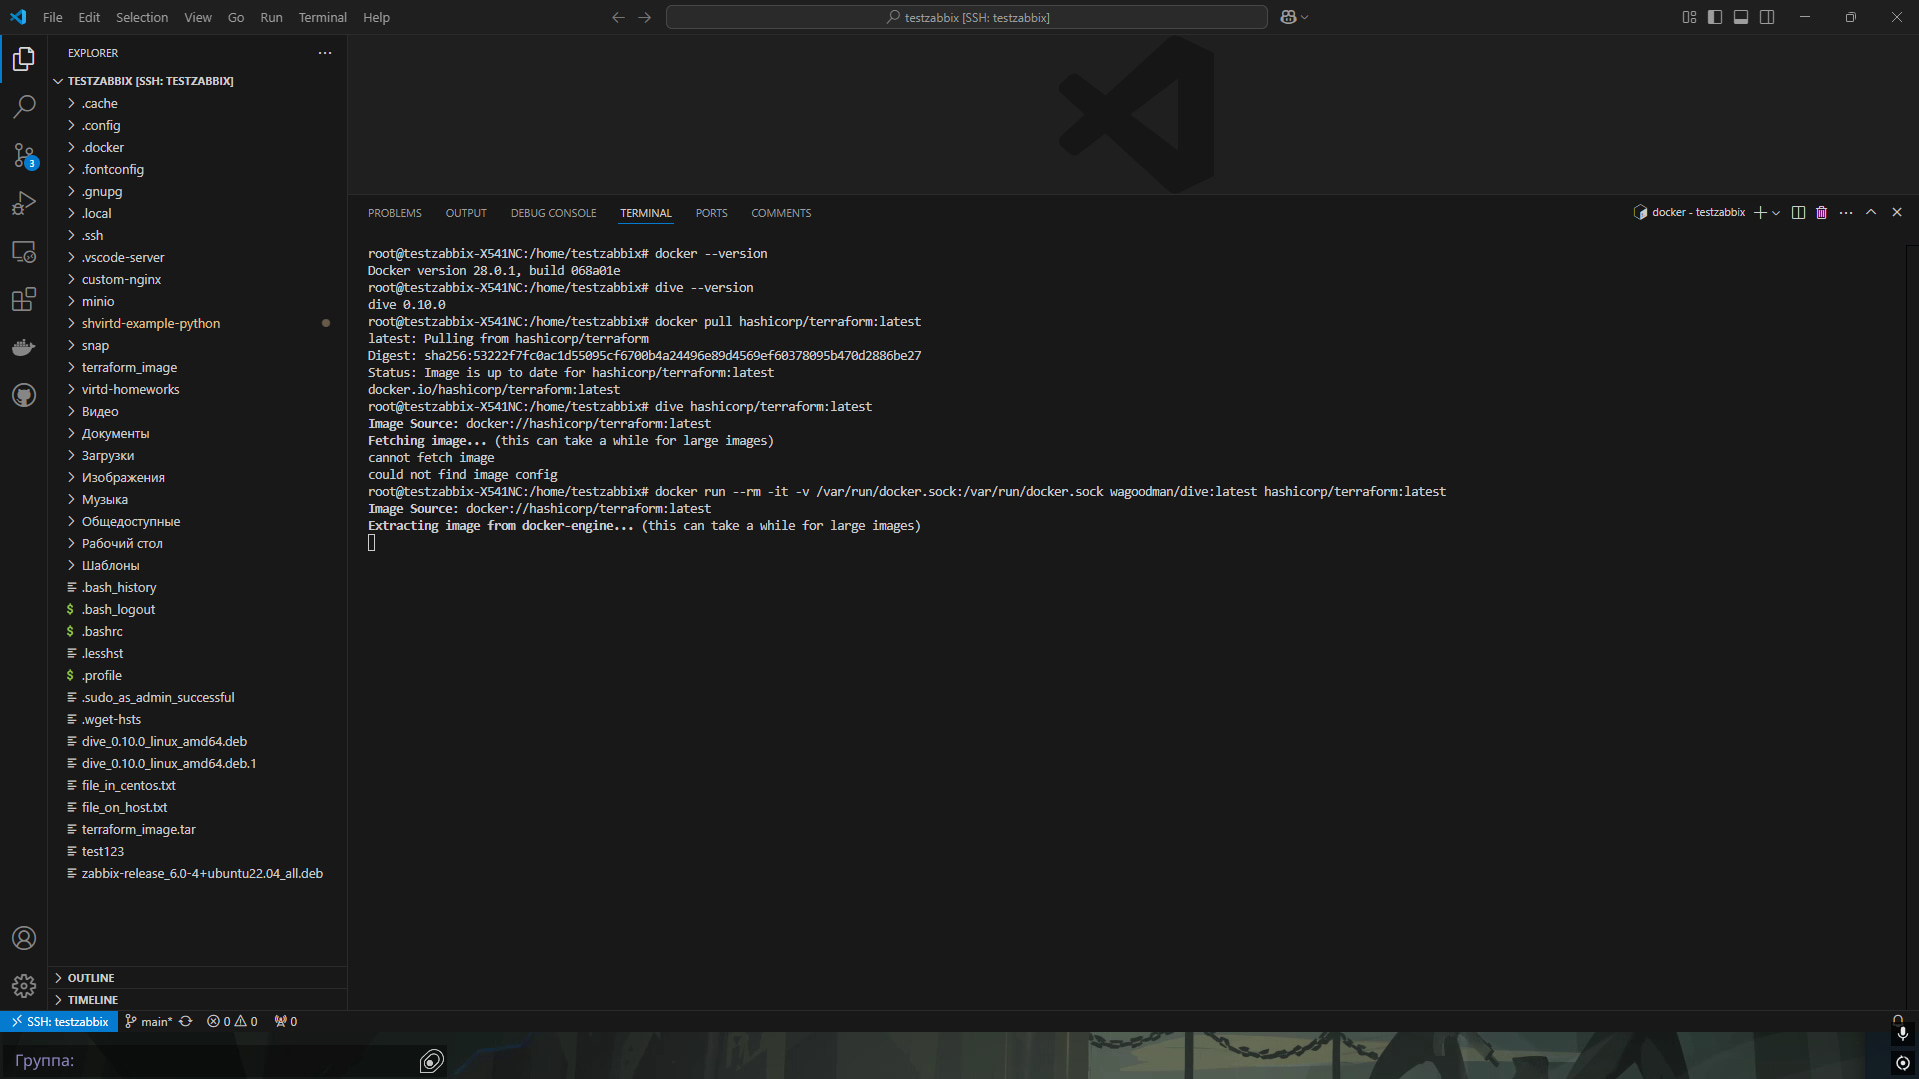 File Edit Selection View Go Run Terminal Help
testzabbix [SSH: testzabbix]
EXPLORER
TESTZABBIX [SSH: TESTZABBIX]
.cache
.config
.docker
3
.fontconfig
.gnupg
.local
.ssh
.vscode-server
custom-nginx
minio
shvirtd-example-python
snap
terraform_image
virtd-homeworks
Видео
Документы
Загрузки
Изображения
Музыка
Общедоступные
Рабочий стол
Шаблоны
.bash_history
$ .bash_logout
$ .bashrc
.lesshst
$ .profile
.sudo_as_admin_successful
.wget-hsts
dive_0.10.0_linux_amd64.deb
dive_0.10.0_linux_amd64.deb.1
file_in_centos.txt
file_on_host.txt
terraform_image.tar
test123
zabbix-release_6.0-4+ubuntu22.04_all.deb
OUTLINE
TIMELINE
PROBLEMS OUTPUT DEBUG CONSOLE TERMINAL PORTS COMMENTS
docker - testzabbix
root@testzabbix-X541NC:/home/testzabbix# docker --version
Docker version 28.0.1, build 068a01e
root@testzabbix-X541NC:/home/testzabbix# dive --version
dive 0.10.0
root@testzabbix-X541NC:/home/testzabbix# docker pull hashicorp/terraform:latest
latest: Pulling from hashicorp/terraform
Digest: sha256:53222f7fc0ac1d55095cf6700b4a24496e89d4569ef60378095b470d2886be27
Status: Image is up to date for hashicorp/terraform:latest
docker.io/hashicorp/terraform:latest
root@testzabbix-X541NC:/home/testzabbix# dive hashicorp/terraform:latest
Image Source: docker://hashicorp/terraform:latest
Fetching image... (this can take a while for large images)
cannot fetch image
could not find image config
root@testzabbix-X541NC:/home/testzabbix# docker run --rm -it -v /var/run/docker.sock:/var/run/docker.sock wagoodman/dive:latest hashicorp/terraform:latest
Image Source: docker://hashicorp/terraform:latest
Extracting image from docker-engine... (this can take a while for large images)
SSH: testzabbix main* 0 0 0
Группа: